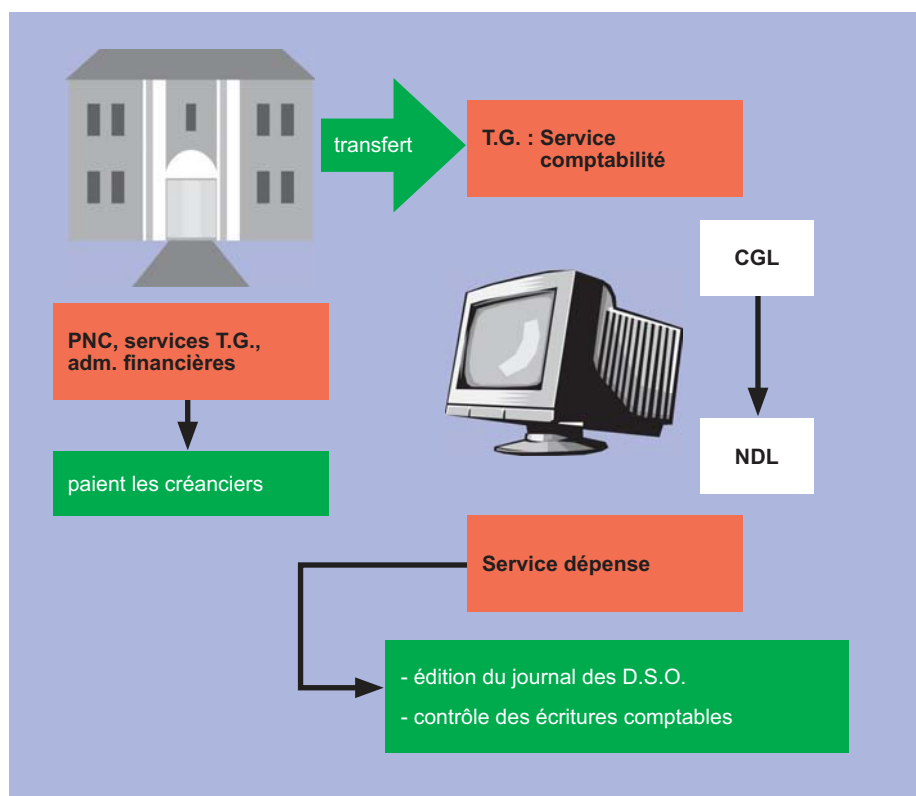 transfert
T.G. : Service
comptabilité
CGL
PNC, services T.G.,
adm. financières
NDL
paient les créanciers
Service dépense
- édition du journal des D.S.O.
- contrôle des écritures comptables